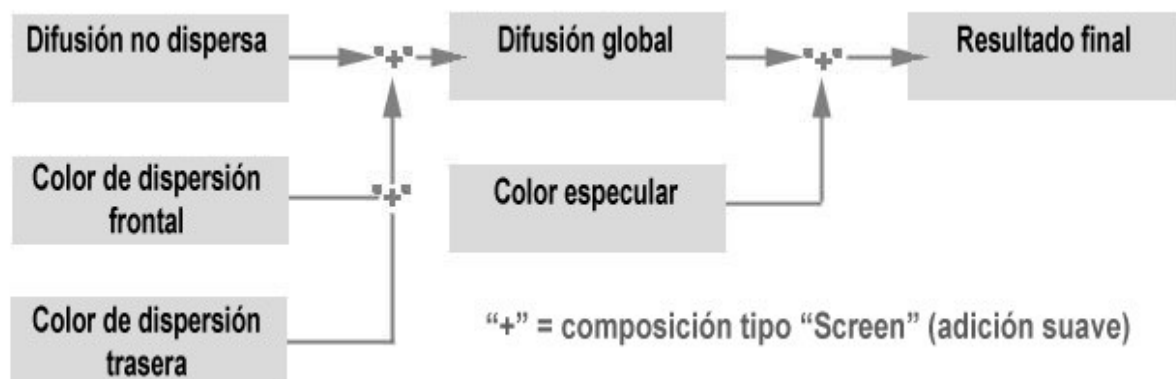 Difusión no dispersa
"+"
Difusión global
"+"
Resultado final
Color de dispersión
frontal
"+"
Color especular
Color de dispersión
trasera
“+” = composición tipo “Screen” (adición suave)